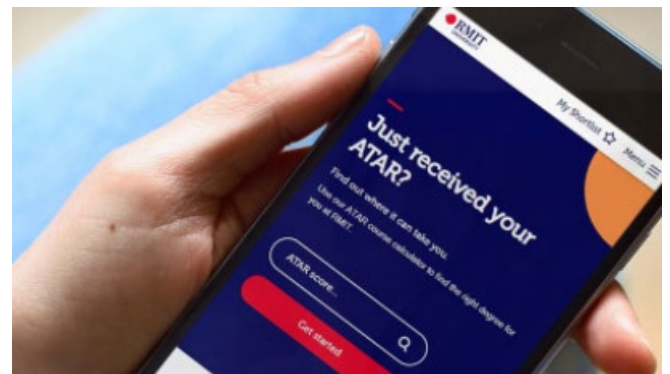 RMIT
UNIVERSITY
My Shortlist
Menu
Just received your
ATAR?
Find out where it can take you.
Use our ATAR course calculator to find the right degree for
you at RMIT.
ATAR score...
Get started